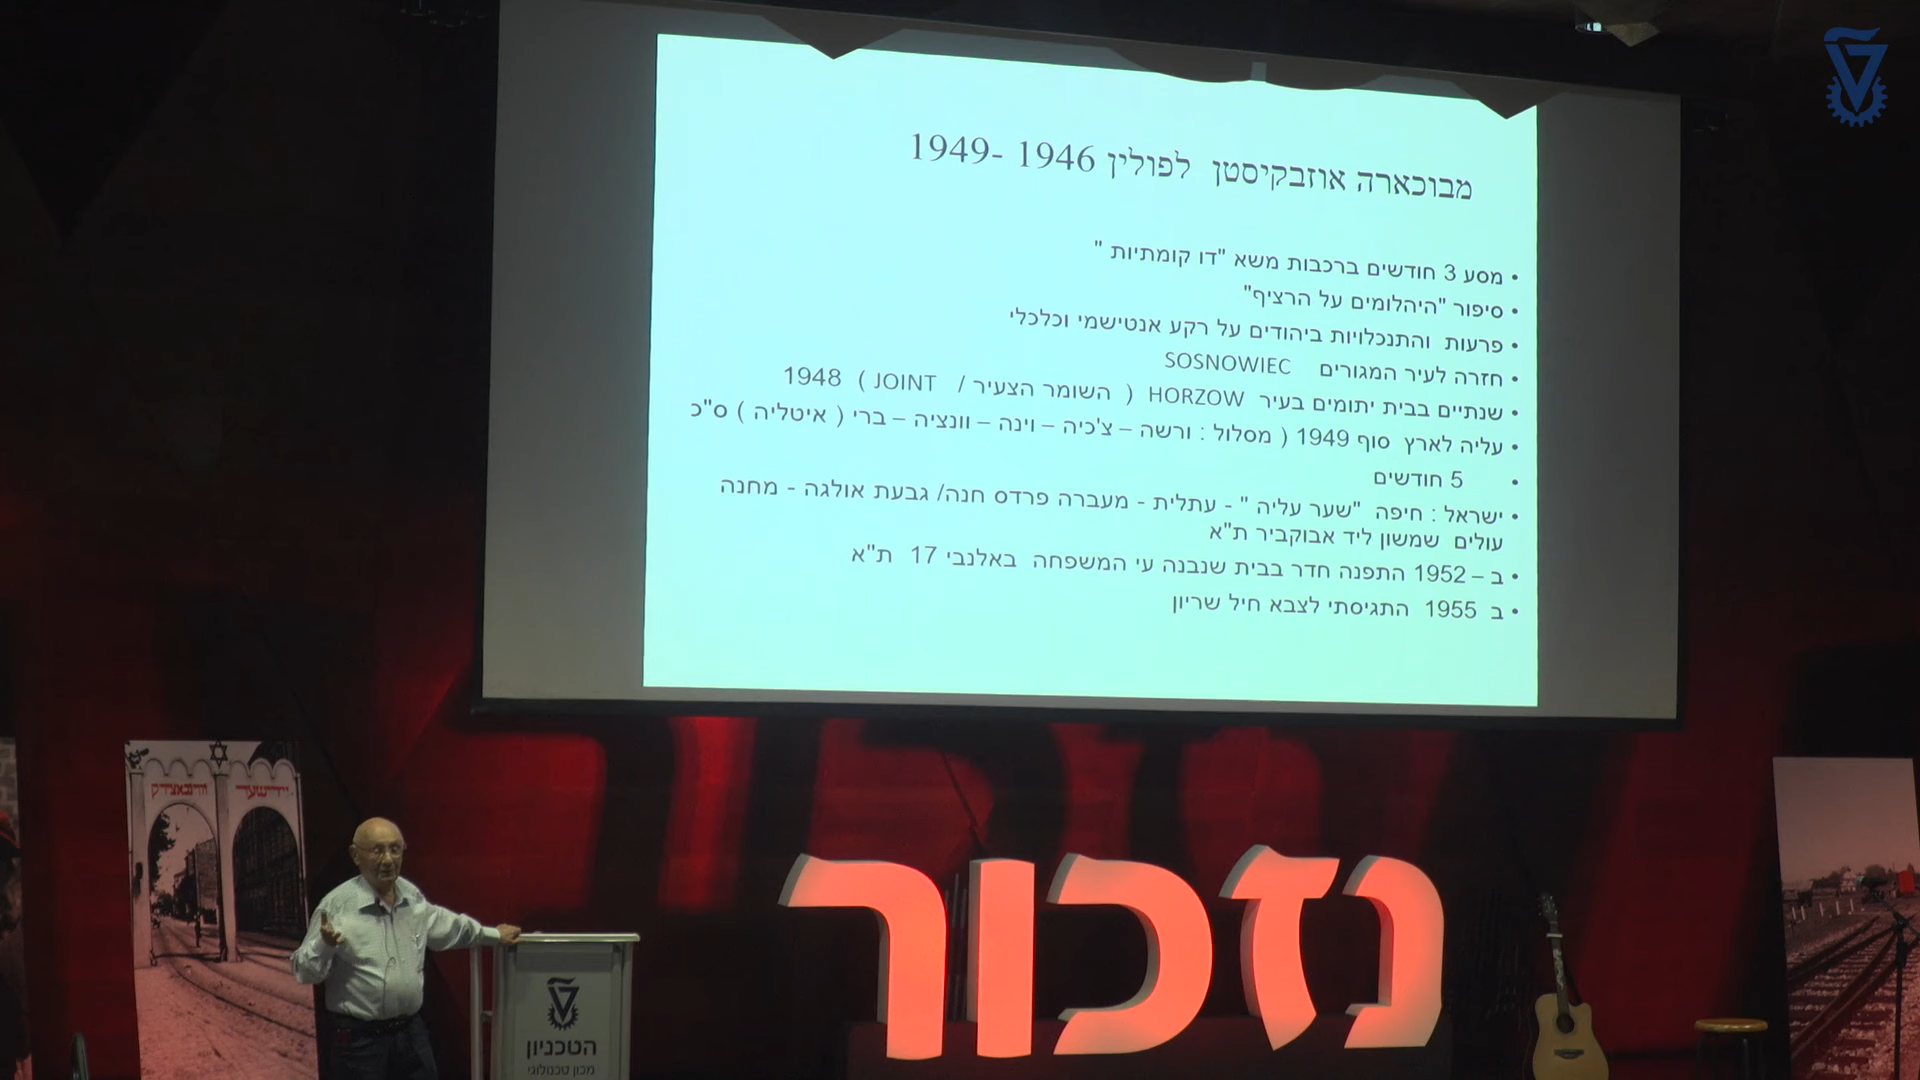 מבוכארה אוזבקיסטן לפולין 1946 -1949
• מסע 3 חודשים ברכבות משא "דו קומתיות "
• סיפור "היהלומים על הרציף"
• פרעות והתנכלויות ביהודים על רקע אנטישמי וכלכלי
• חזרה לעיר המגורים SOSNOWIEC
• שנתיים בבית יתומים בעיר HORZOW ( השומר הצעיר / JOINT ) 1948
• עליה לארץ סוף 1949 ( מסלול : ורשה – צ'כיה – וינה – וונציה – ברי ( איטליה ) ס"כ
• 5 חודשים
• ישראל : חיפה "שער עליה " - עתלית - מעברה פרדס חנה/ גבעת אולגה - מחנה
עולים שמשון ליד אבוקביר ת"א
• ב – 1952 התפנה חדר בבית שנבנה עי המשפחה באלנבי 17 ת"א
• ב 1955 התגיסתי לצבא חיל שריון
נזכור
הטכניון
מכון טכנולוגי